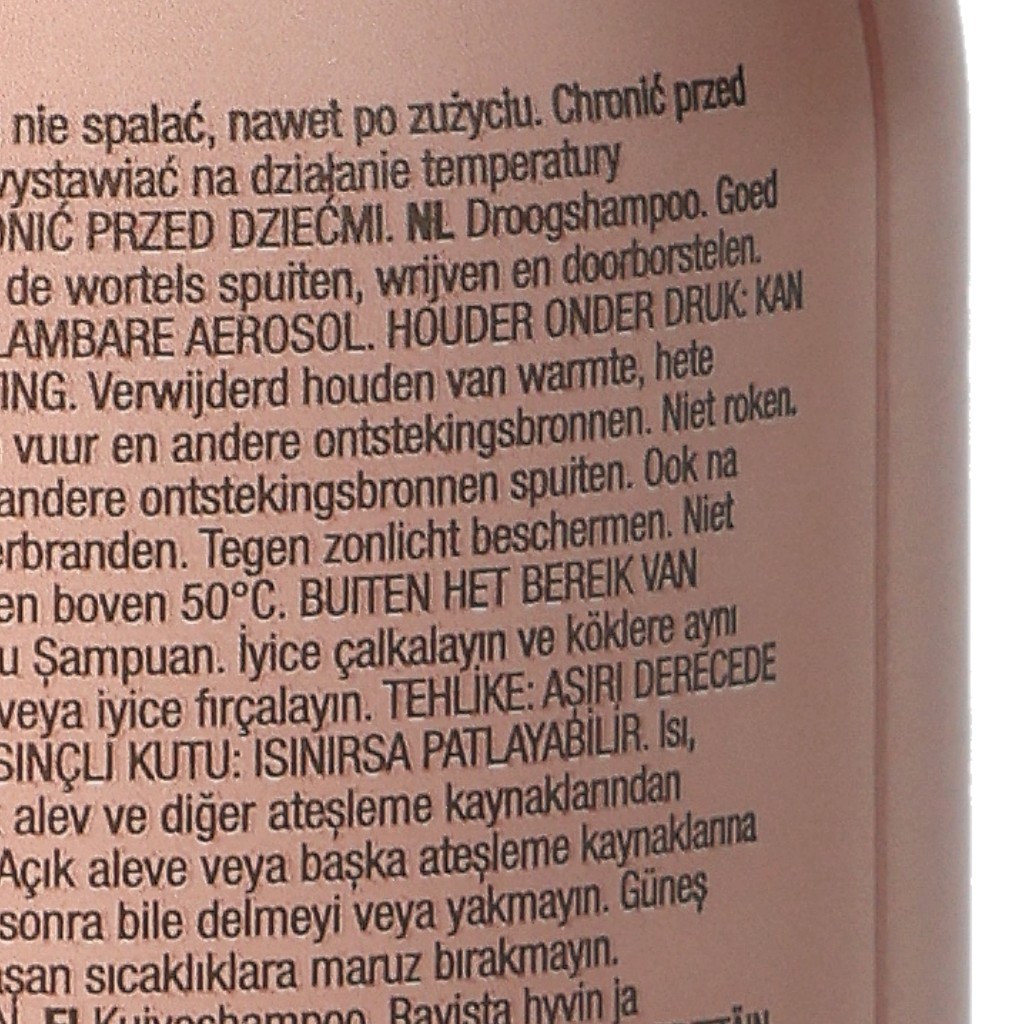 nie spalać, nawet po zużyciu. Chronić przed
wystawiać na działanie temperatury
ONIĆ PRZED DZIEĆMI. NL Droogshampoo. Goed
de wortels spuiten, wrijven en doorborstelen.
LAMBARE AEROSOL. HOUDER ONDER DRUK: KAN
ING. Verwijderd houden van warmte, hete
vuur en andere ontstekingsbronnen. Niet roken.
andere ontstekingsbronnen spuiten. Ook na
erbranden. Tegen zonlicht beschermen. Niet
en boven 50°C. BUITEN HET BEREIK VAN
u Şampuan. İyice çalkalayın ve köklere aynı
veya iyice fırçalayın. TEHLİKE: AŞIRI DERECEDE
SINÇLI KUTU: ISINIRSA PATLAYABİLİR. Isı,
alev ve diğer ateşleme kaynaklarından
Açık aleve veya başka ateşleme kaynaklarına
sonra bile delmeyi veya yakmayın. Güneş
aşan sıcaklıklara maruz bırakmayın.
FI Kuivashampoo. Ravista hyvin ja